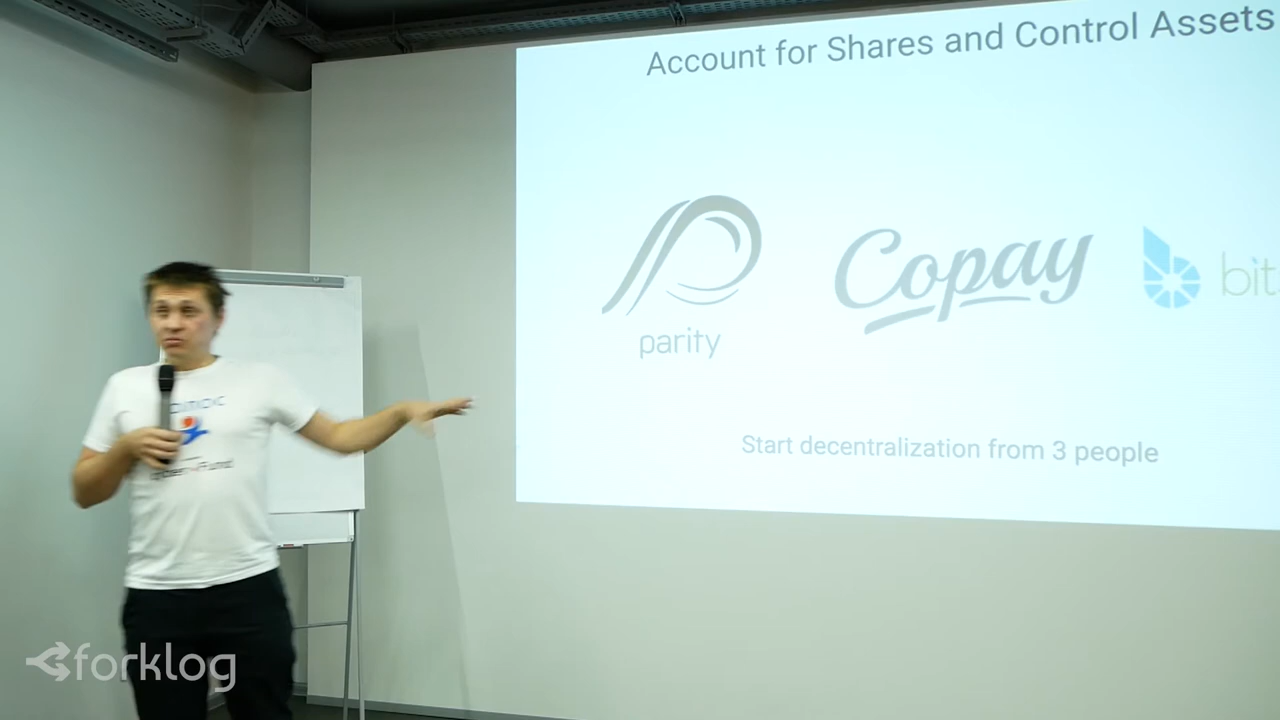 Account for Shares and Control Assets
parity
Copay
Start decentralization from 3 people
forklog